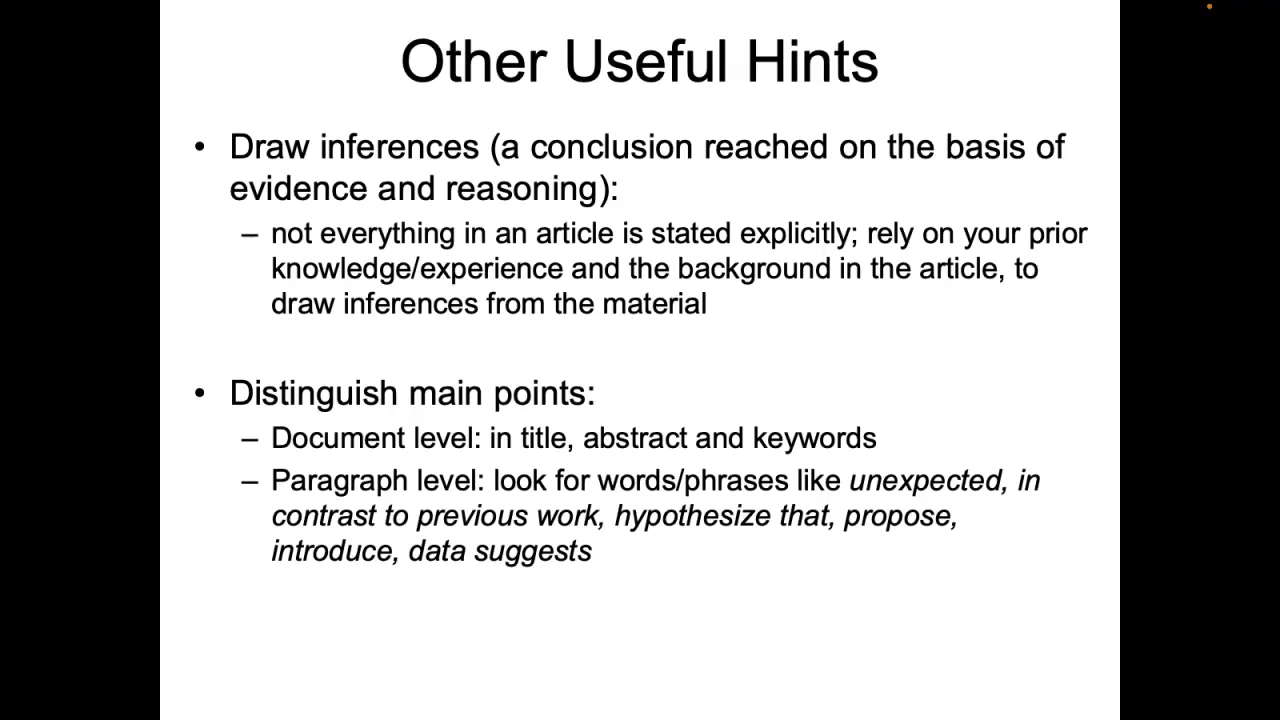 Other Useful Hints
• Draw inferences (a conclusion reached on the basis of
evidence and reasoning):
– not everything in an article is stated explicitly; rely on your prior
knowledge/experience and the background in the article, to
draw inferences from the material
• Distinguish main points:
– Document level: in title, abstract and keywords
– Paragraph level: look for words/phrases like unexpected, in
contrast to previous work, hypothesize that, propose,
introduce, data suggests